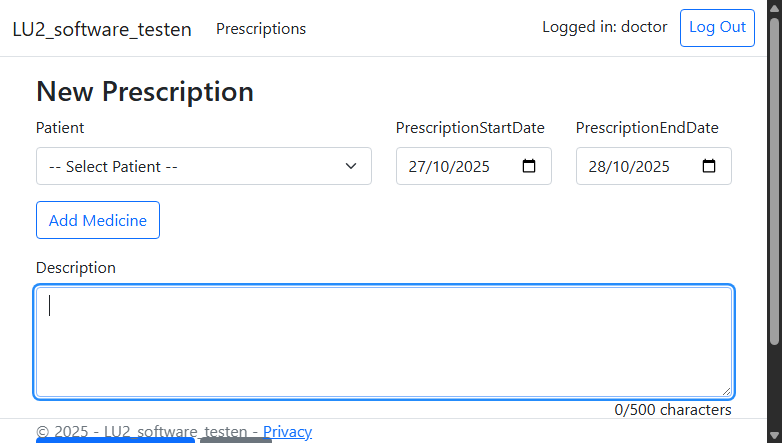 LU2_software_testen Prescriptions Logged in: doctor Log Out
New Prescription
Patient PrescriptionStartDate PrescriptionEndDate
-- Select Patient -- 27/10/2025 28/10/2025
Add Medicine
Description
0/500 characters
© 2025 - LU2_software_testen - Privacy